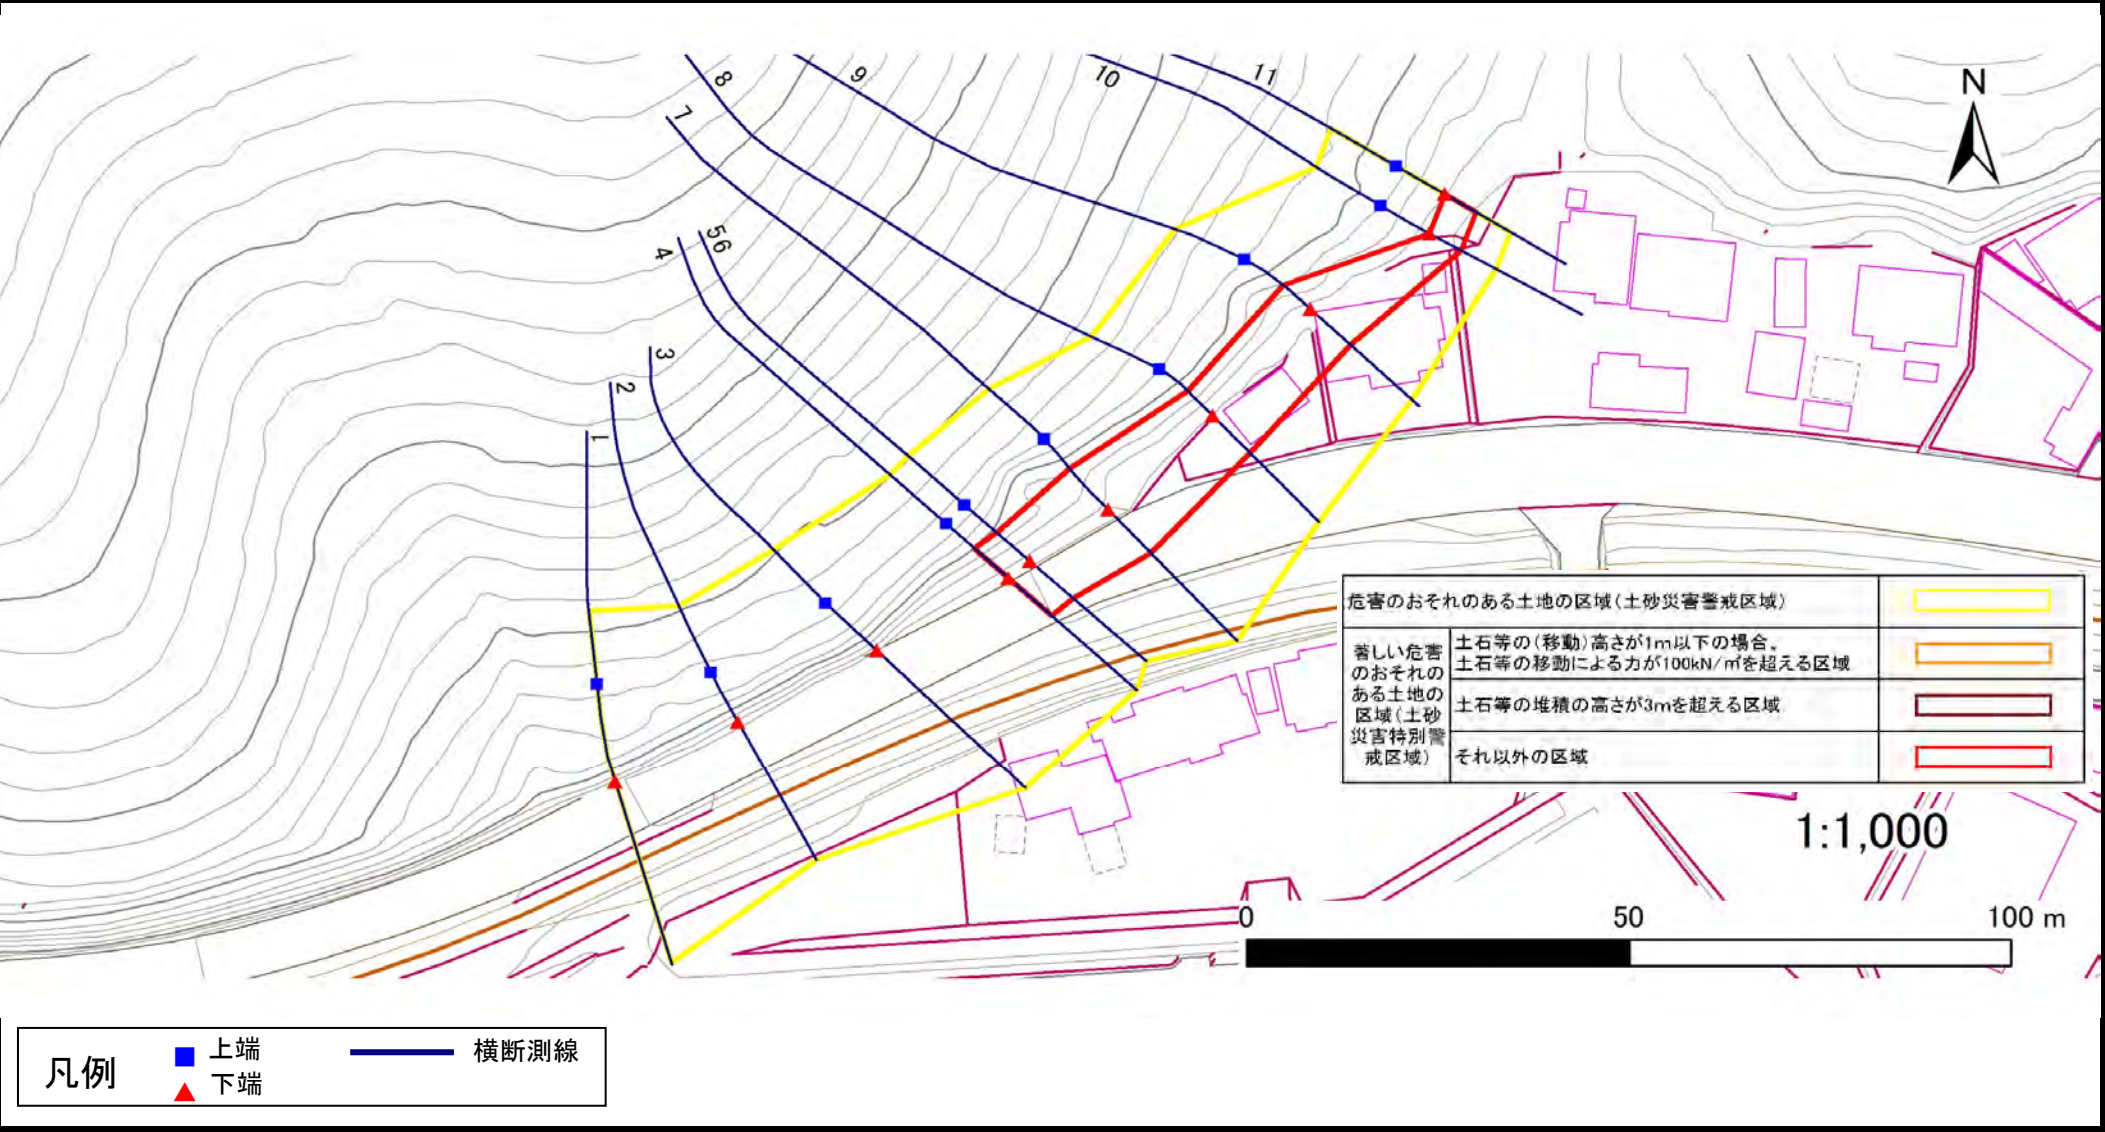 8
9
10
11
N
7
5
6
4
3
2
1
危害のおそれのある土地の区域(土砂災害警戒区域)
著しい危害
のおそれの
ある土地の
区域(土砂
災害特別警
戒区域)
土石等の(移動)高さが1m以下の場合、
土石等の移動による力が100kN/㎡を超える区域
土石等の堆積の高さが3mを超える区域
それ以外の区域
1:1,000
0 50 100 m
凡例
上端
下端
横断測線